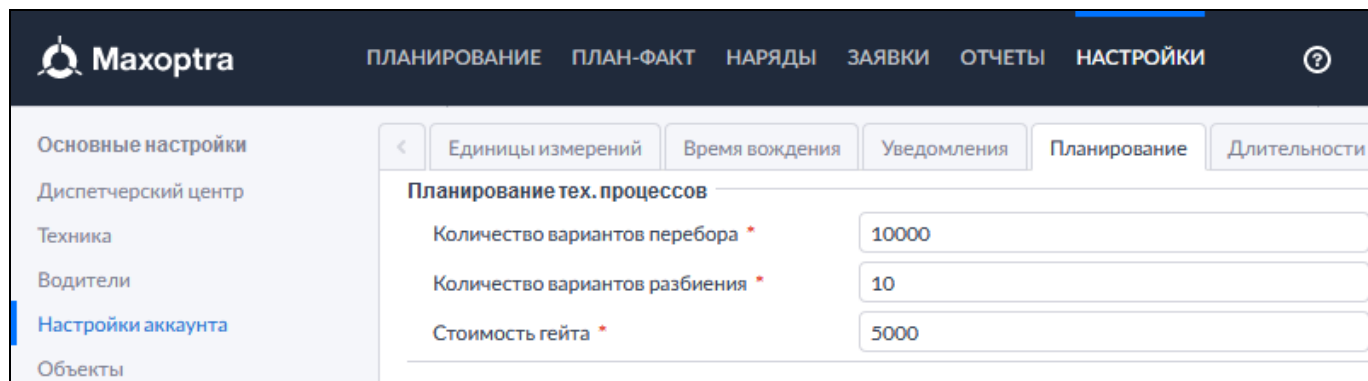 Maxoptra
ПЛАНИРОВАНИЕ ПЛАН-ФАКТ НАРЯДЫ ЗАЯВКИ ОТЧЕТЫ НАСТРОЙКИ ?
Основные настройки
Диспетчерский центр
Техника
Водители
Настройки аккаунта
Объекты
< Единицы измерений Время вождения Уведомления Планирование Длительности
Планирование тех. процессов
Количество вариантов перебора * 10000
Количество вариантов разбиения * 10
Стоимость гейта * 5000